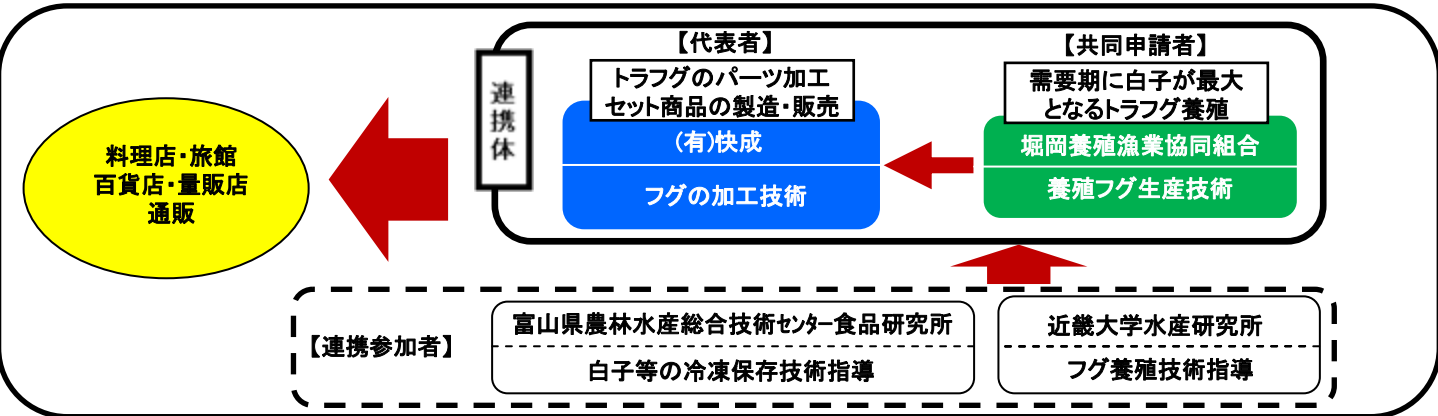 【代表者】
【共同申請者】
連携体
トラフグのパーツ加工
セット商品の製造・販売
需要期に白子が最大
となるトラフグ養殖
(有)快成
フグの加工技術
堀岡養殖漁業協同組合
養殖フグ生産技術
料理店・旅館
百貨店・量販店
通販
【連携参加者】
富山県農林水産総合技術センター食品研究所
白子等の冷凍保存技術指導
近畿大学水産研究所
フグ養殖技術指導